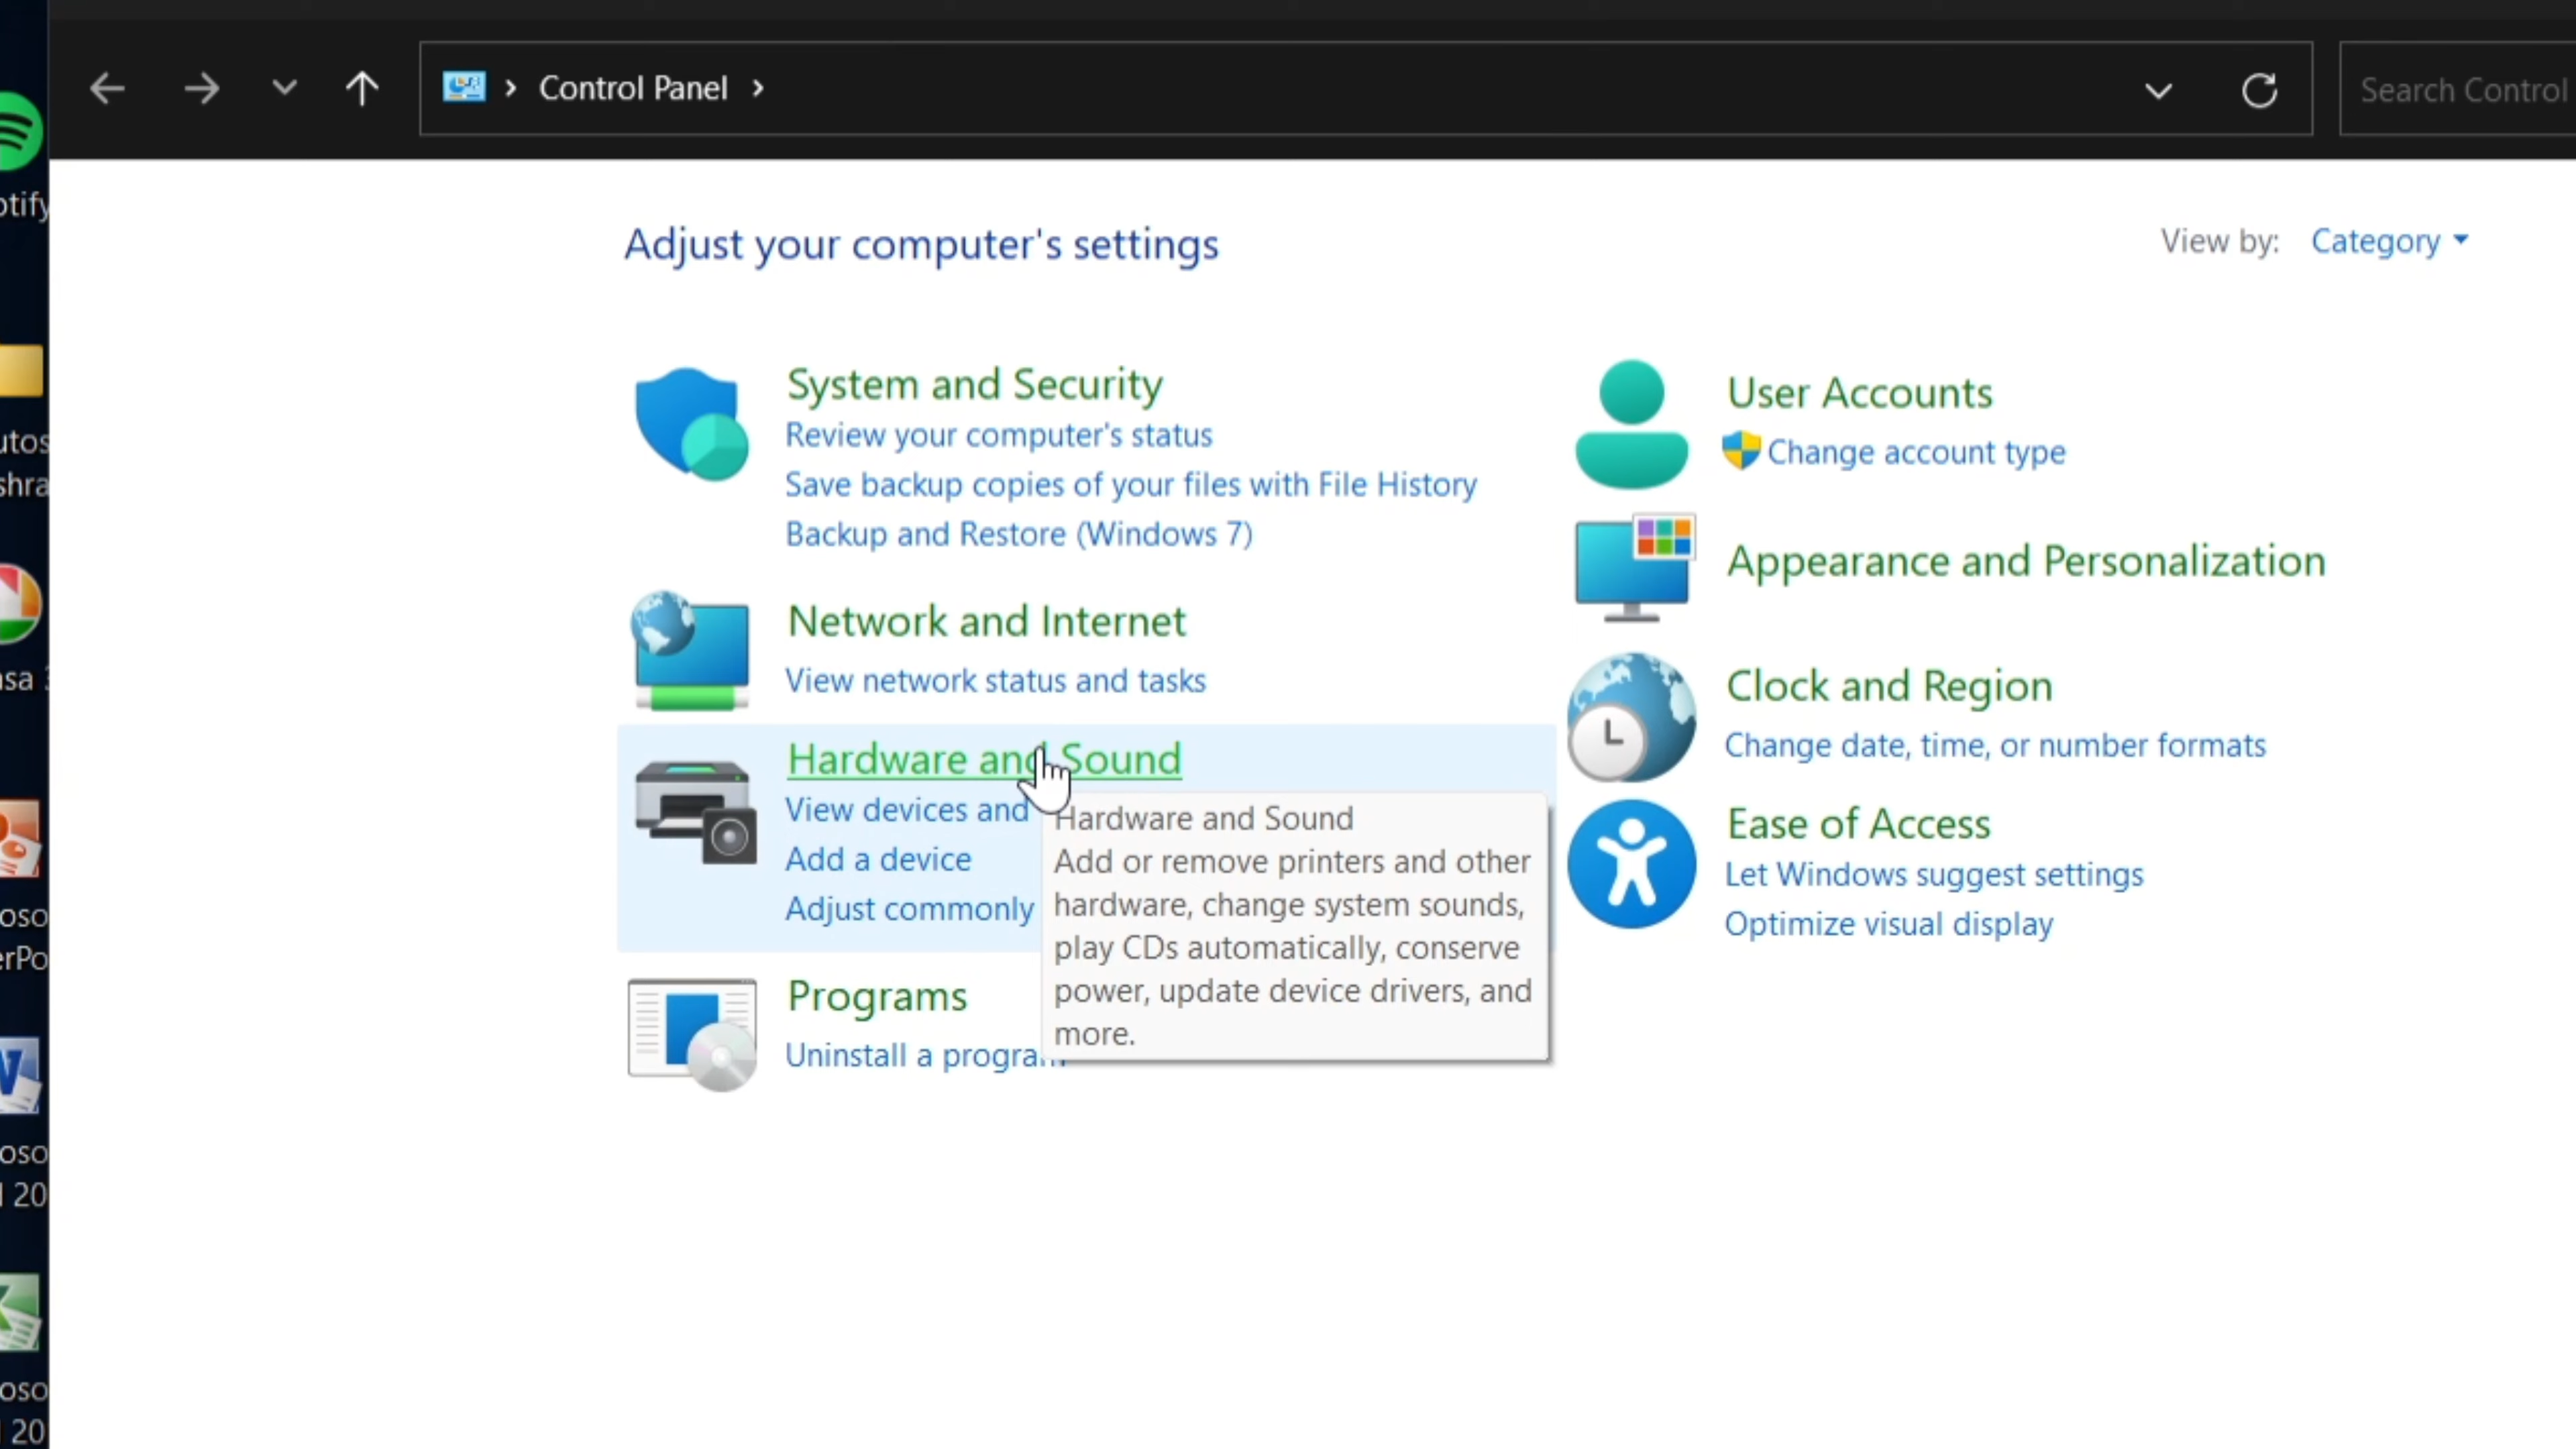 Control Panel
Search Control
Adjust your computer's settings
View by: Category
System and Security
Review your computer's status
Save backup copies of your files with File History
Backup and Restore (Windows 7)
Network and Internet
View network status and tasks
Hardware and Sound
View devices and
Add a device
Adjust commonly
Hardware and Sound
Add or remove printers and other
hardware, change system sounds,
play CDs automatically, conserve
power, update device drivers, and
more.
Programs
Uninstall a program
User Accounts
Change account type
Appearance and Personalization
Clock and Region
Change date, time, or number formats
Ease of Access
Let Windows suggest settings
Optimize visual display